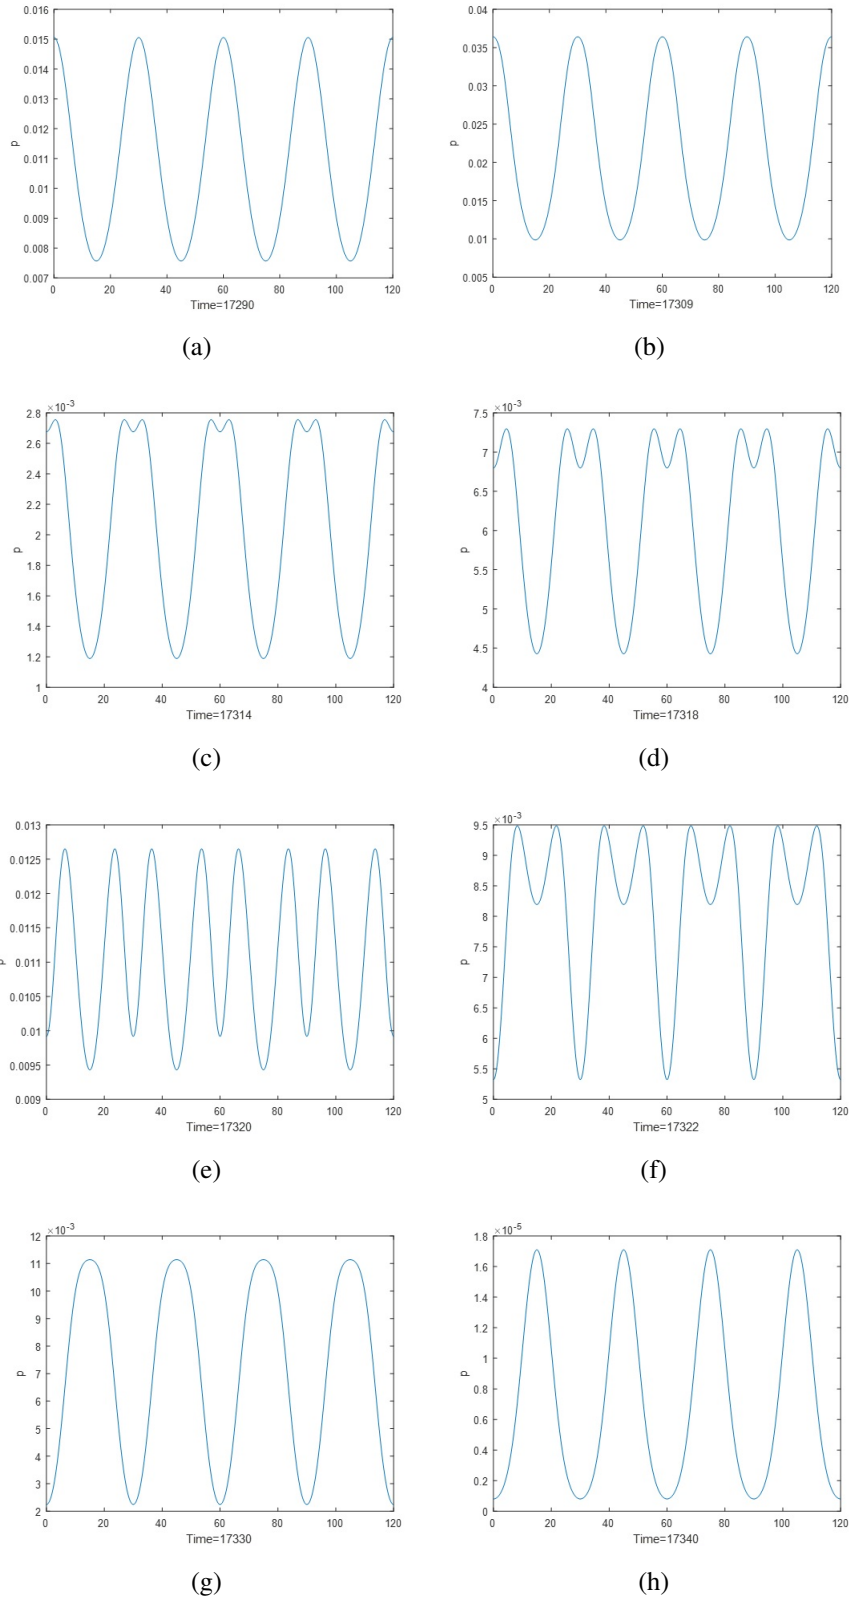 0.016
0.015
0.014
0.013
0.012
0.011
0.01
0.009
0.008
0.007
p
0 20 40 60 80 100 120
Time=17290
(a)
0.04
0.035
0.03
0.025
0.02
0.015
0.01
0.005
p
0 20 40 60 80 100 120
Time=17309
(b)
×10-3
2.8
2.6
2.4
2.2
2
1.8
1.6
1.4
1.2
1
p
0 20 40 60 80 100 120
Time=17314
(c)
×10-3
7.5
7
6.5
6
5.5
5
4.5
4
p
0 20 40 60 80 100 120
Time=17318
(d)
0.013
0.0125
0.012
0.0115
0.011
0.0105
0.01
0.0095
0.009
p
0 20 40 60 80 100 120
Time=17320
(e)
×10-3
9.5
9
8.5
8
7.5
7
6.5
6
5.5
5
p
0 20 40 60 80 100 120
Time=17322
(f)
×10-3
12
11
10
9
8
7
6
5
4
3
2
p
0 20 40 60 80 100 120
Time=17330
(g)
×10-5
1.8
1.6
1.4
1.2
1
0.8
0.6
0.4
0.2
0
p
0 20 40 60 80 100 120
Time=17340
(h)